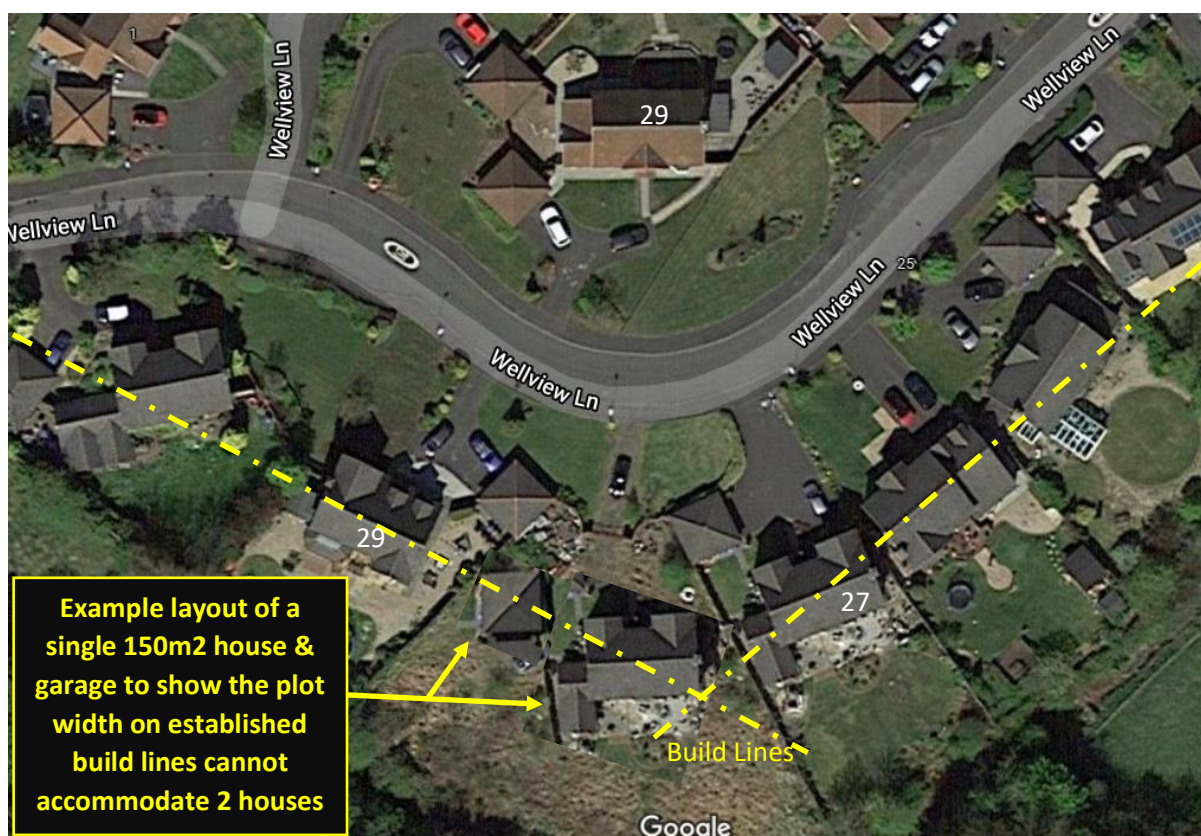 1
29
Wellview Ln
Wellview Ln
Wellview Ln
25
Wellview Ln
Wellview Ln
29
27
Example layout of a
single 150m2 house &
garage to show the plot
width on established
build lines cannot
accommodate 2 houses
Build Lines
Google